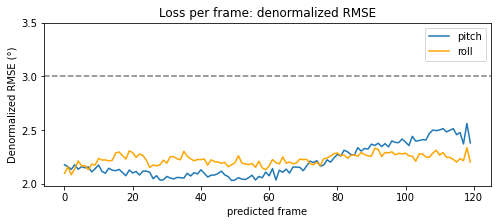 Loss per frame: denormalized RMSE
Denormalized RMSE (°)
3.5
3.0
2.5
2.0
pitch
roll
0 20 40 60 80 100 120
predicted frame